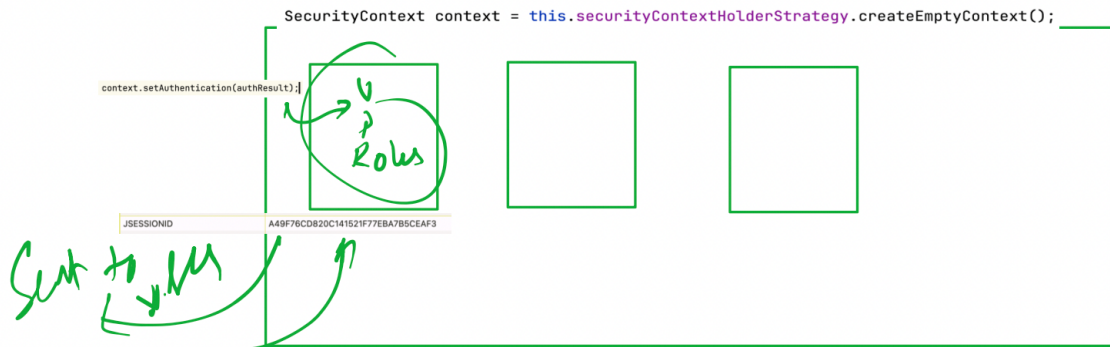 SecurityContext context = this.securityContextHolderStrategy.createEmptyContext();
context.setAuthentication(authResult);
U
P
Roles
JSESSIONID A49F76CD820C141521F77EBA7B5CEAF3
Sent to